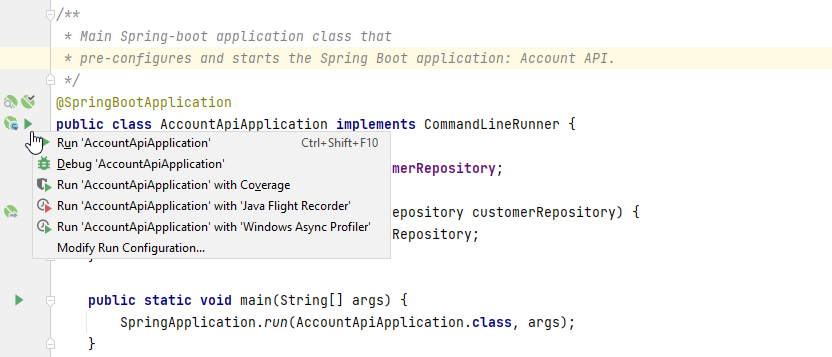 /**
* Main Spring-boot application class that
* pre-configures and starts the Spring Boot application: Account API.
*/
@SpringBootApplication
public class AccountApiApplication implements CommandLineRunner {
Run 'AccountApiApplication' Ctrl+Shift+F10
Debug 'AccountApiApplication'
merRepository;
Run 'AccountApiApplication' with Coverage
Run 'AccountApiApplication' with 'Java Flight Recorder'
epository customerRepository) {
Run 'AccountApiApplication' with 'Windows Async Profiler'
Repository;
Modify Run Configuration...
}
public static void main(String[] args) {
SpringApplication.run(AccountApiApplication.class, args);
}